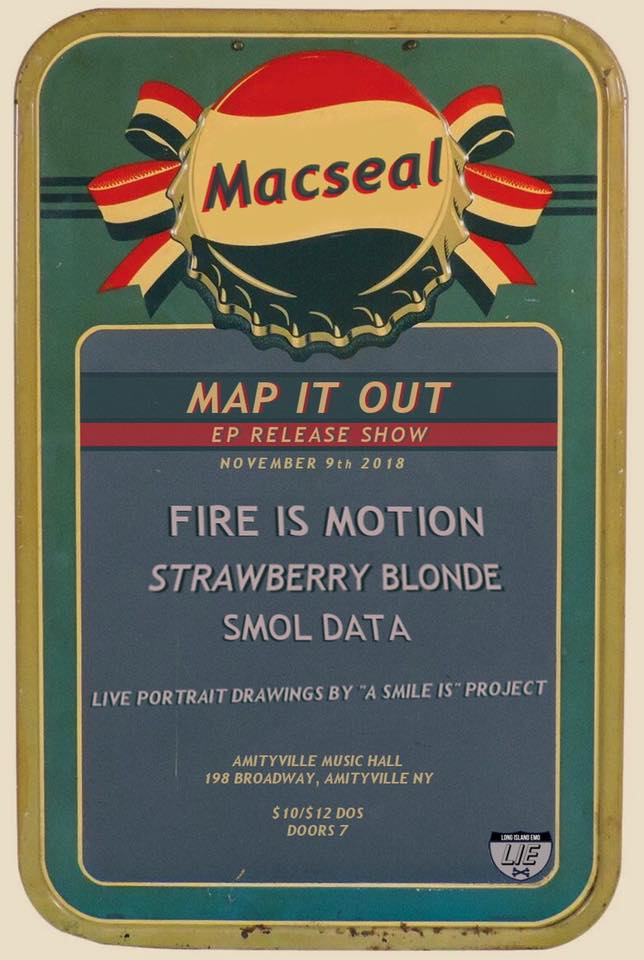 Macseal
MAP IT OUT
EP RELEASE SHOW
NOVEMBER 9th 2018
FIRE IS MOTION
STRAWBERRY BLONDE
SMOL DATA
LIVE PORTRAIT DRAWINGS BY "A SMILE IS" PROJECT
AMITYVILLE MUSIC HALL
198 BROADWAY, AMITYVILLE NY
$10/$12 DOS
DOORS 7
LONG ISLAND EMO
LIE